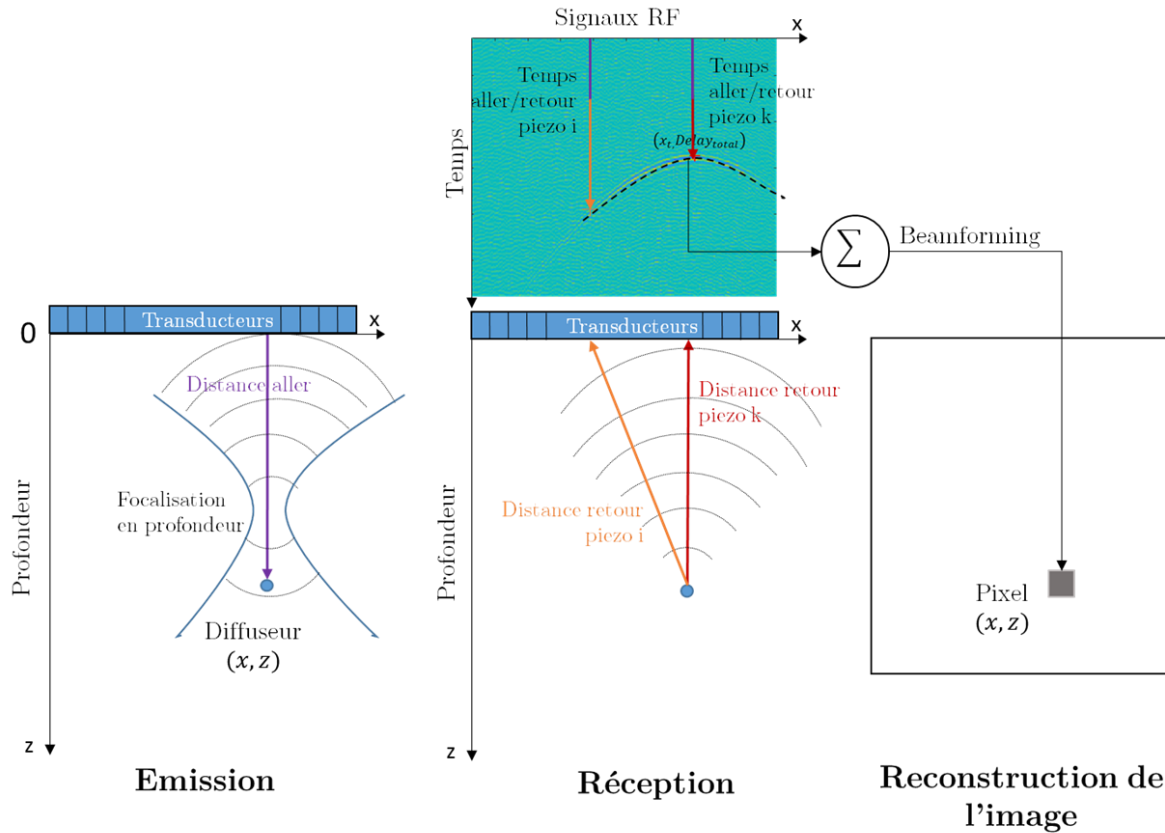 Signaux RF
x
Temps
Temps
aller/retour
piezo i
Temps
aller/retour
piezo k
(x_t,Delay_total)
Beamforming
∑
0
Transducteurs
x
Distance aller
Focalisation
en profondeur
Profondeur
Diffuseur
(x, z)
z
Emission
Transducteurs
x
Distance retour
piezo k
Distance retour
piezo i
Profondeur
z
Réception
Pixel
(x, z)
Reconstruction de
l'image